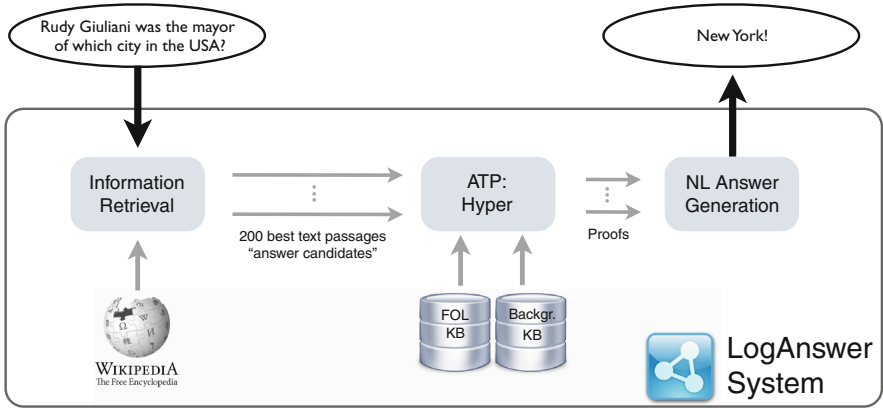 Rudy Giuliani was the mayor
of which city in the USA?
New York!
Information
Retrieval
200 best text passages
“answer candidates”
ATP:
Hyper
Proofs
NL Answer
Generation
Ω
W
И
WIKIPEDIA
The Free Encyclopedia
FOL
KB
Backgr.
KB
LogAnswer
System